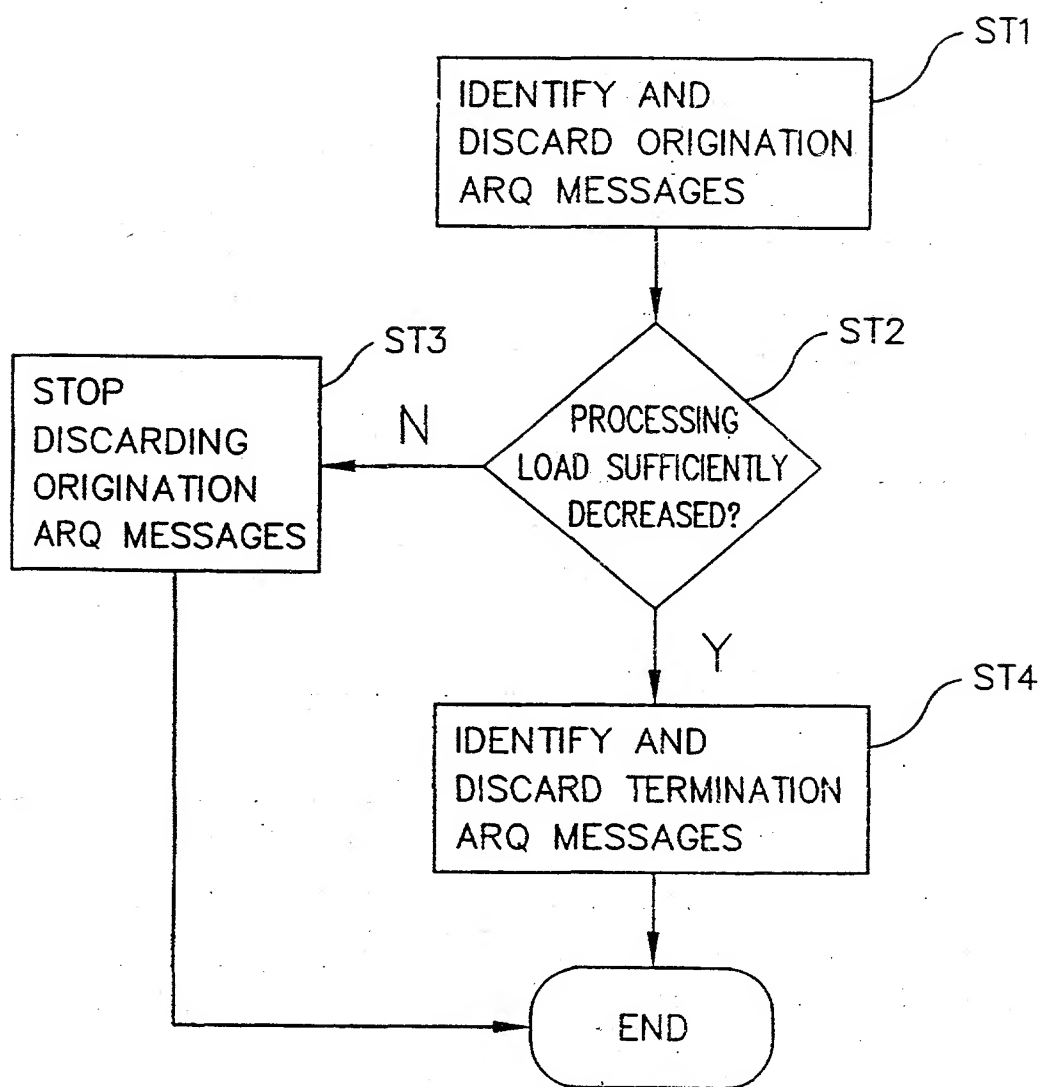 ST1
IDENTIFY AND
DISCARD ORIGINATION
ARQ MESSAGES
ST2
PROCESSING
LOAD SUFFICIENTLY
DECREASED?
N
ST3
STOP
DISCARDING
ORIGINATION
ARQ MESSAGES
Y
ST4
IDENTIFY AND
DISCARD TERMINATION
ARQ MESSAGES
END